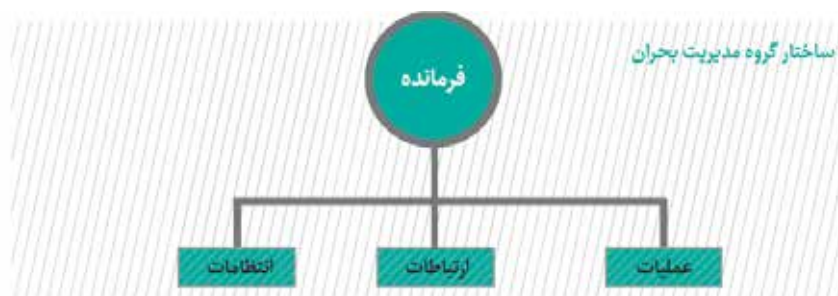 ساختار گروه مدیریت بحران
فرمانده
عملیات
ارتباطات
انتظامات